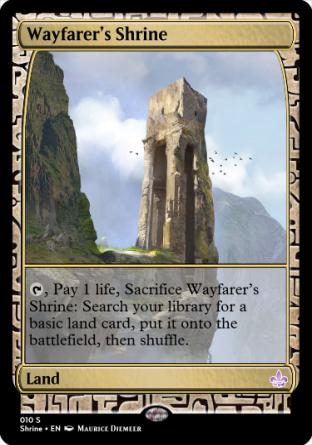 Wayfarer's Shrine
, Pay 1 life, Sacrifice Wayfarer's
Shrine: Search your library for a
basic land card, put it onto the
battlefield, then shuffle.
Land
010 S
Shrine • EN Maurice Diemeer